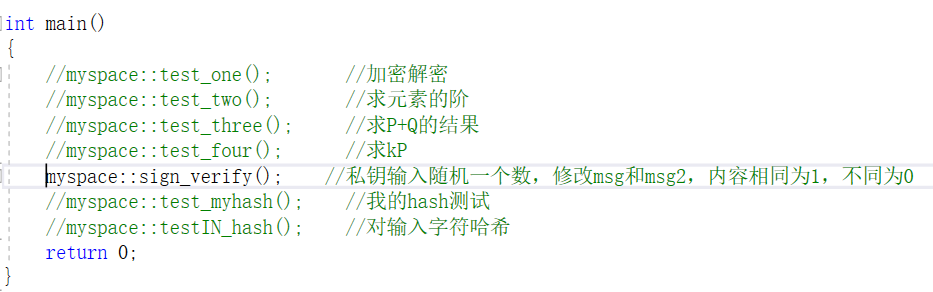 int main()
{
//myspace::test_one(); //加密解密
//myspace::test_two(); //求元素的阶
//myspace::test_three(); //求P+Q的结果
//myspace::test_four(); //求kP
myspace::sign_verify(); //私钥输入随机一个数，修改msg和msg2，内容相同为1，不同为0
//myspace::test_myhash(); //我的hash测试
//myspace::testIN_hash(); //对输入字符哈希
return 0;
}